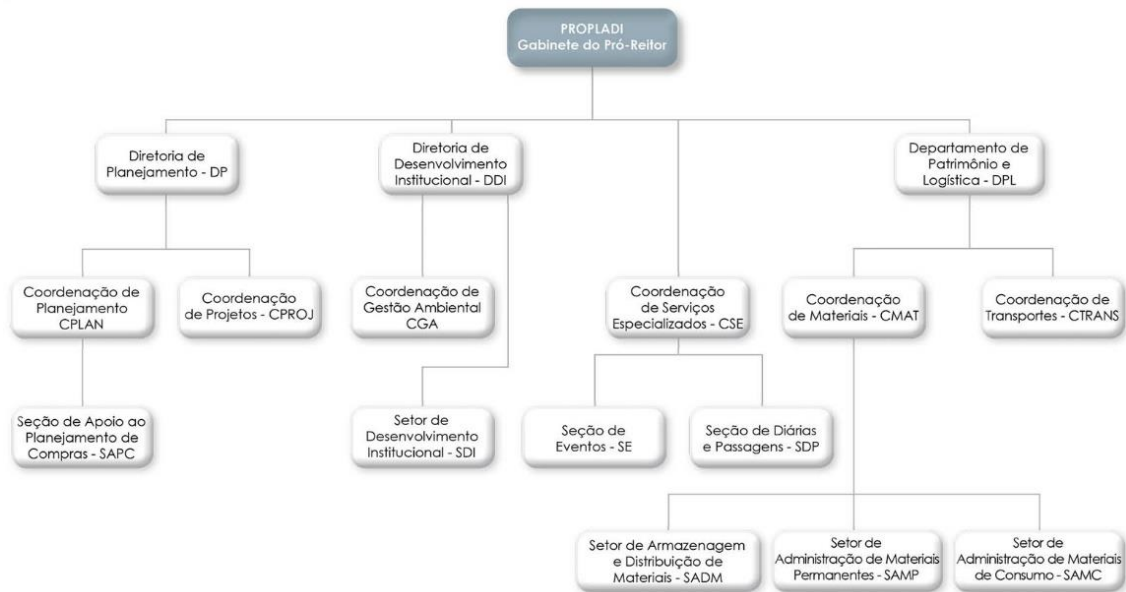 PROPLADI
Gabinete do Pró-Reitor
Diretoria de
Planejamento - DP
Diretoria de
Desenvolvimento
Institucional - DDI
Departamento de
Patrimônio e
Logística - DPL
Coordenação de
Planejamento
CPLAN
Coordenação
de Projetos - CPROJ
Coordenação de
Gestão Ambiental
CGA
Coordenação
de Serviços
Especializados - CSE
Coordenação
de Materiais - CMAT
Coordenação de
Transportes - CTRANS
Seção de Apoio ao
Planejamento de
Compras - SAPC
Setor de
Desenvolvimento
Institucional - SDI
Seção de
Eventos - SE
Seção de Diárias
e Passagens - SDP
Setor de Armazenagem
e Distribuição de
Materiais - SADM
Setor de
Administração de Materiais
Permanentes - SAMP
Setor de
Administração de Materiais
de Consumo - SAMC